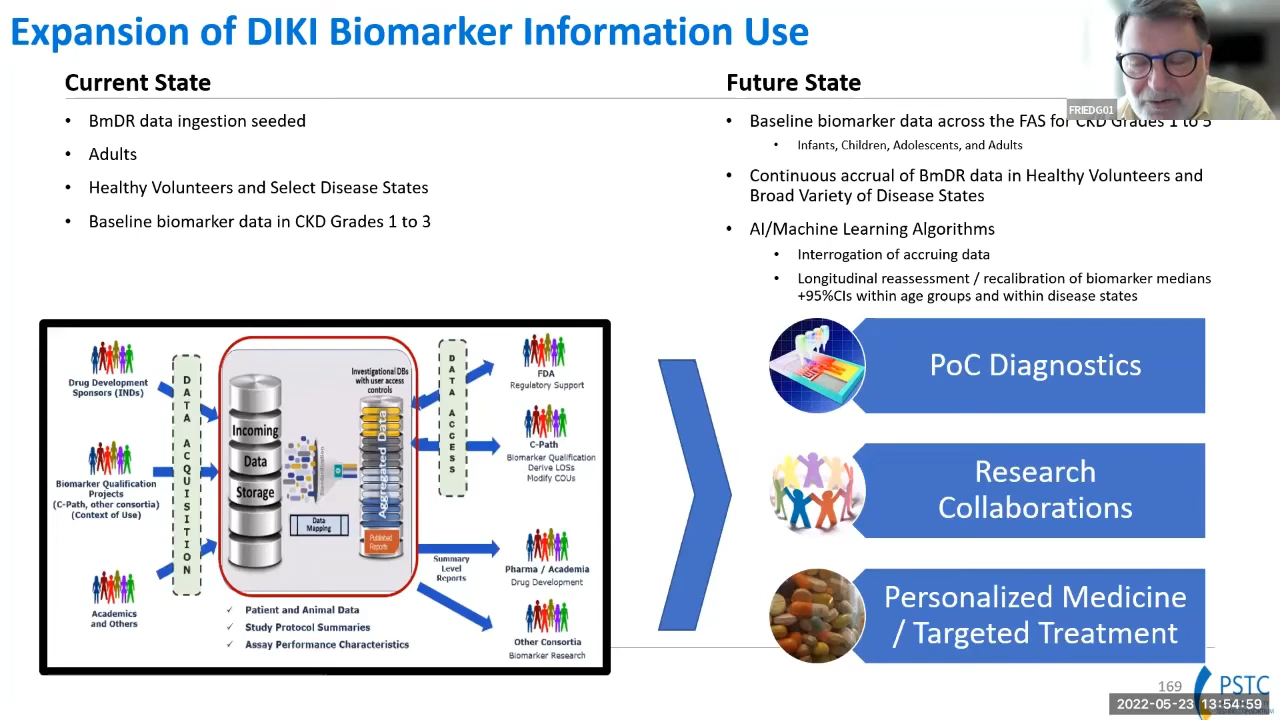 Expansion of DIKI Biomarker Information Use
Current State
• BmDR data ingestion seeded
• Adults
• Healthy Volunteers and Select Disease States
• Baseline biomarker data in CKD Grades 1 to 3
Future State
• Baseline biomarker data across the FAS for CKD Grades 1 to 5
• Infants, Children, Adolescents, and Adults
• Continuous accrual of BmDR data in Healthy Volunteers and
Broad Variety of Disease States
• AI/Machine Learning Algorithms
• Interrogation of accruing data
• Longitudinal reassessment / recalibration of biomarker medians
+95%CIs within age groups and within disease states
FRIEDG01
Drug Development
Sponsors (INDs)
Biomarker Qualification
Projects
(C-Path, other consortia)
(Context of Use)
Academics
and Others
DATA ACQUISITION
Incoming
Data
Storage
Data
Mapping
Investigational DBs
with user access
controls
Aggregated Data
Published
Reports
DATA ACCESS
Summary
Level
Reports
FDA
Regulatory Support
C-Path
Biomarker Qualification
Derive LOSs
Modify COUs
Pharma / Academia
Drug Development
Other Consortia
Biomarker Research
✓ Patient and Animal Data
✓ Study Protocol Summaries
✓ Assay Performance Characteristics
PoC Diagnostics
Research
Collaborations
Personalized Medicine
/ Targeted Treatment
169
PSTC
2022-05-23 13:54:59